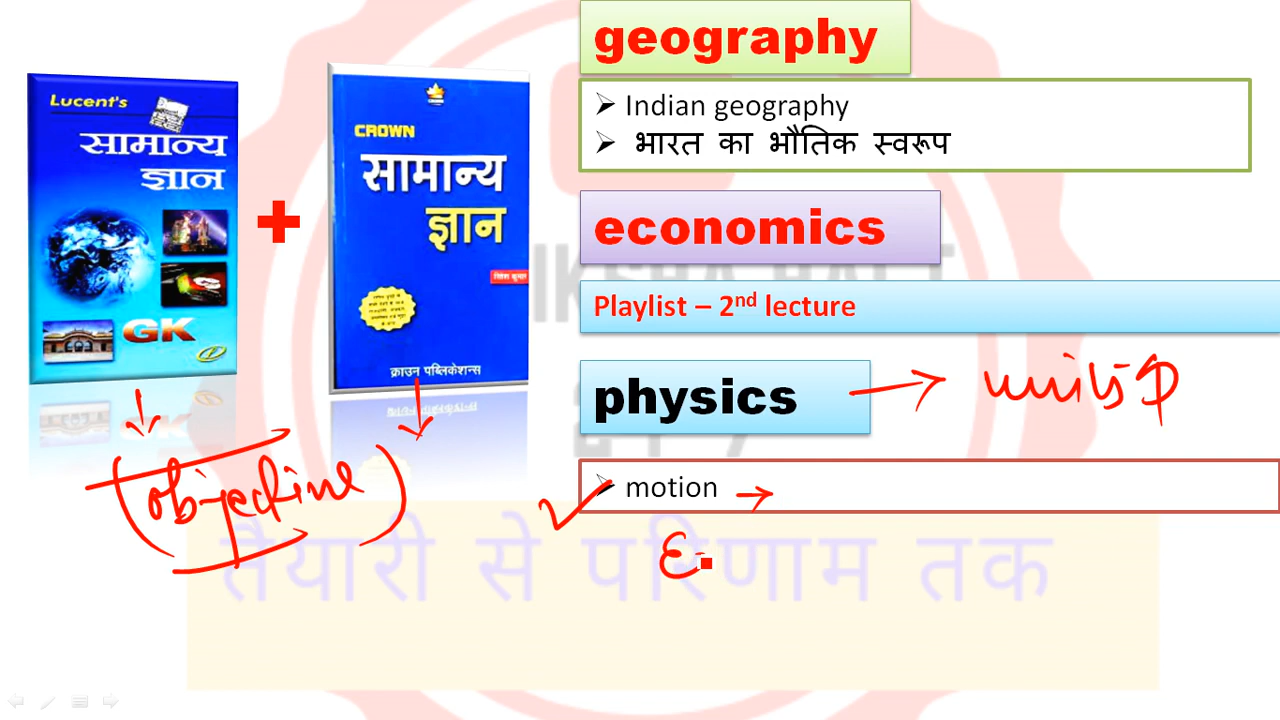 geography
Indian geography
भारत का भौतिक स्वरूप
economics
Playlist – 2nd lecture
physics
units
motion
Lucent's
सामान्य
ज्ञान
GK
+
CROWN
सामान्य
ज्ञान
क्राउन पब्लिकेशन्स
objective
तैयारी से परिणाम तक